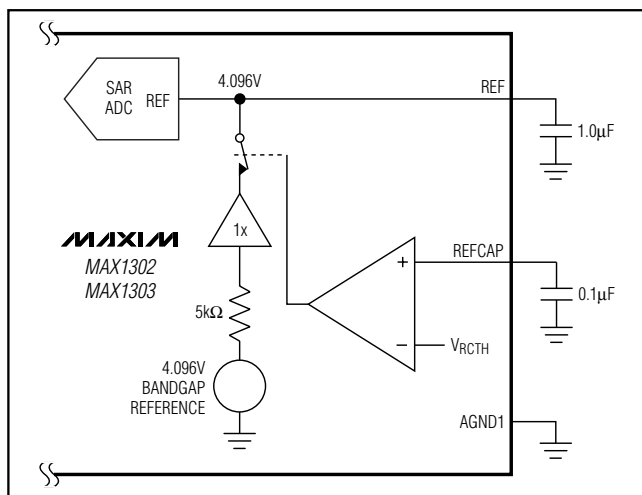 4.096V
REF
SAR
ADC
REF
1.0µF
1x
MAXIM
MAX1302
MAX1303
REFCAP
+
0.1µF
5kΩ
−
VRCTH
4.096V
BANDGAP
REFERENCE
AGND1